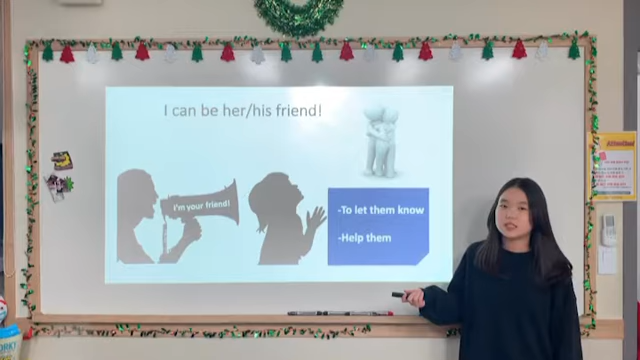 I can be her/his friend!
I'm your friend!
-To let them know
-Help them